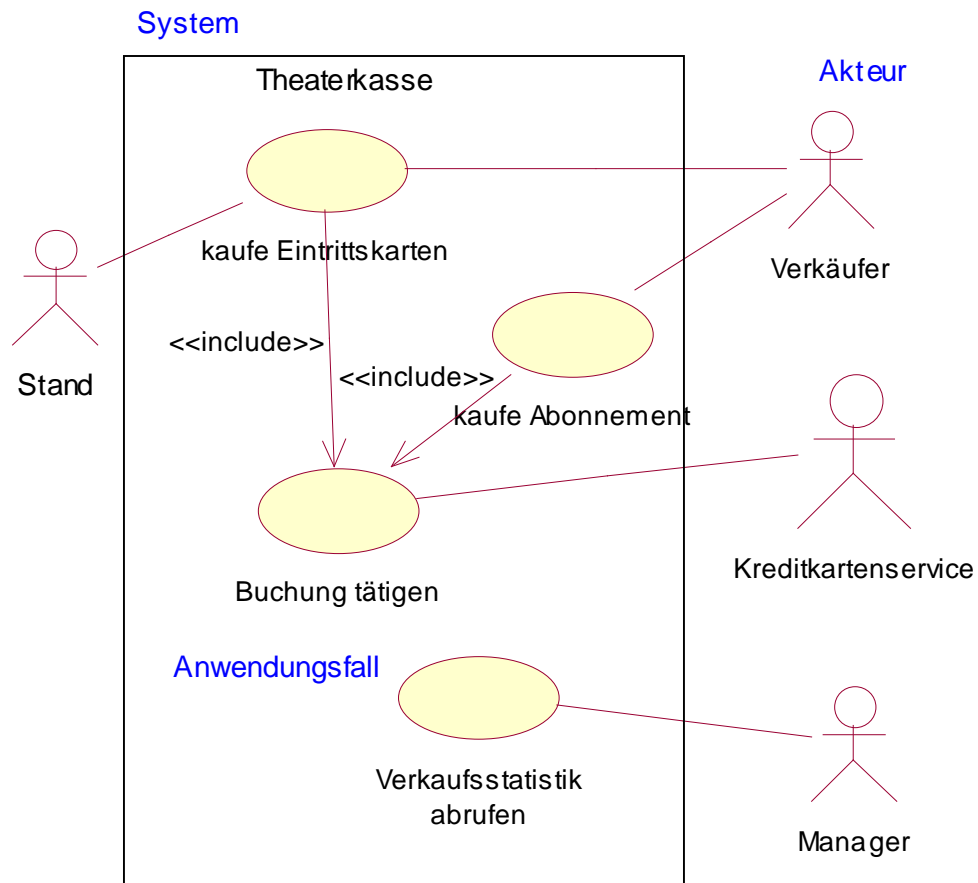 System
Theaterkasse
Akteur
kaufe Eintrittskarten
Verkäufer
<<include>>
Stand
<<include>>
kaufe Abonnement
Kreditkartenservice
Buchung tätigen
Anwendungsfall
Verkaufsstatistik
abrufen
Manager